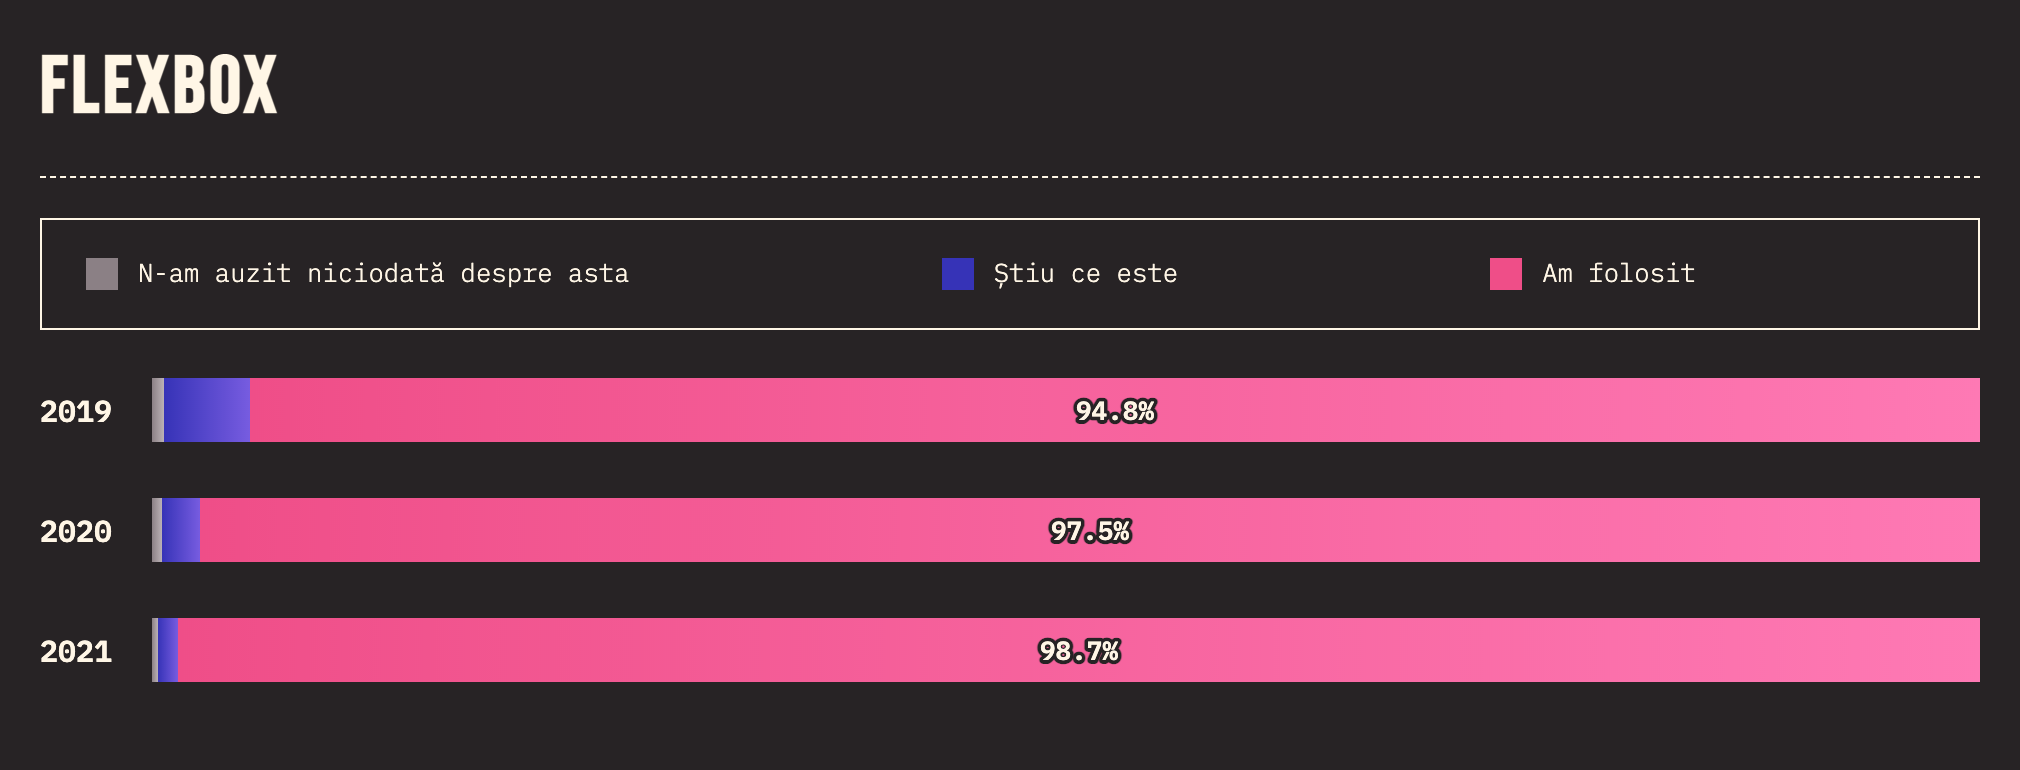 FLEXBOX
N-am auzit niciodată despre asta
Știu ce este
Am folosit
2019
94.8%
2020
97.5%
2021
98.7%